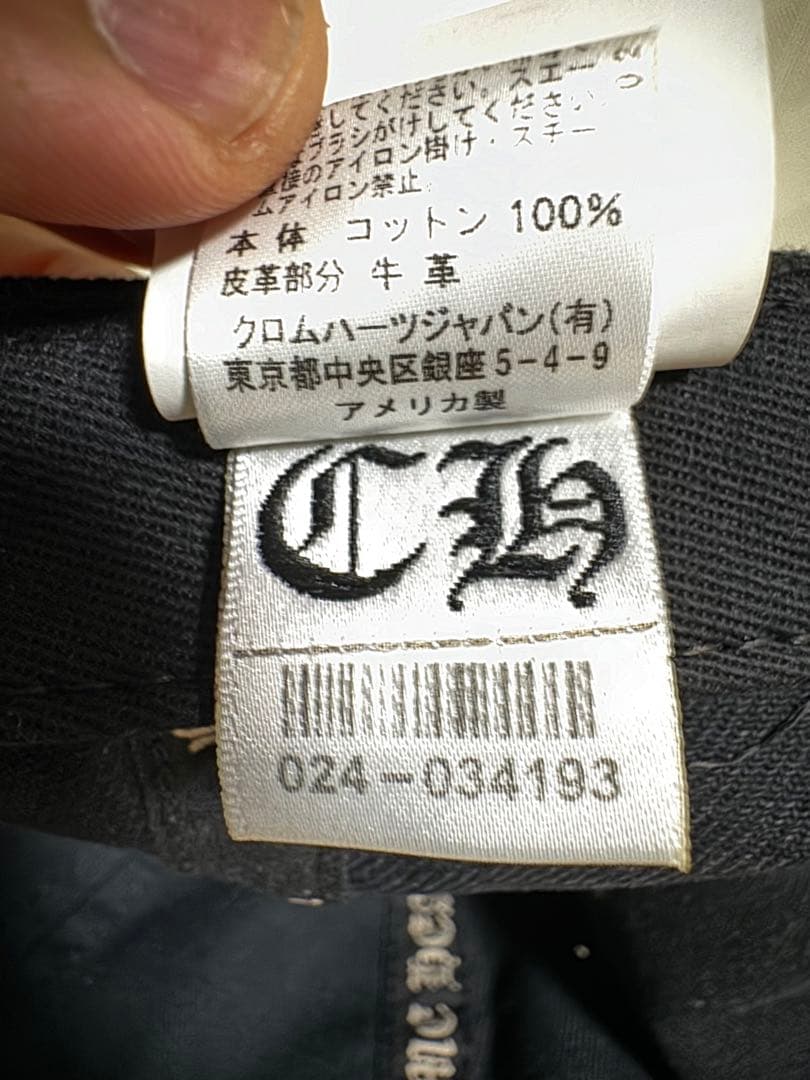 してください。スエ
ブラシがけしてください。
接のアイロン掛け・スチー
ムアイロン禁止
本体 コットン 100%
皮革部分 牛革
クロムハーツジャパン(有)
東京都中央区銀座5-4-9
アメリカ製
CH
024-034193